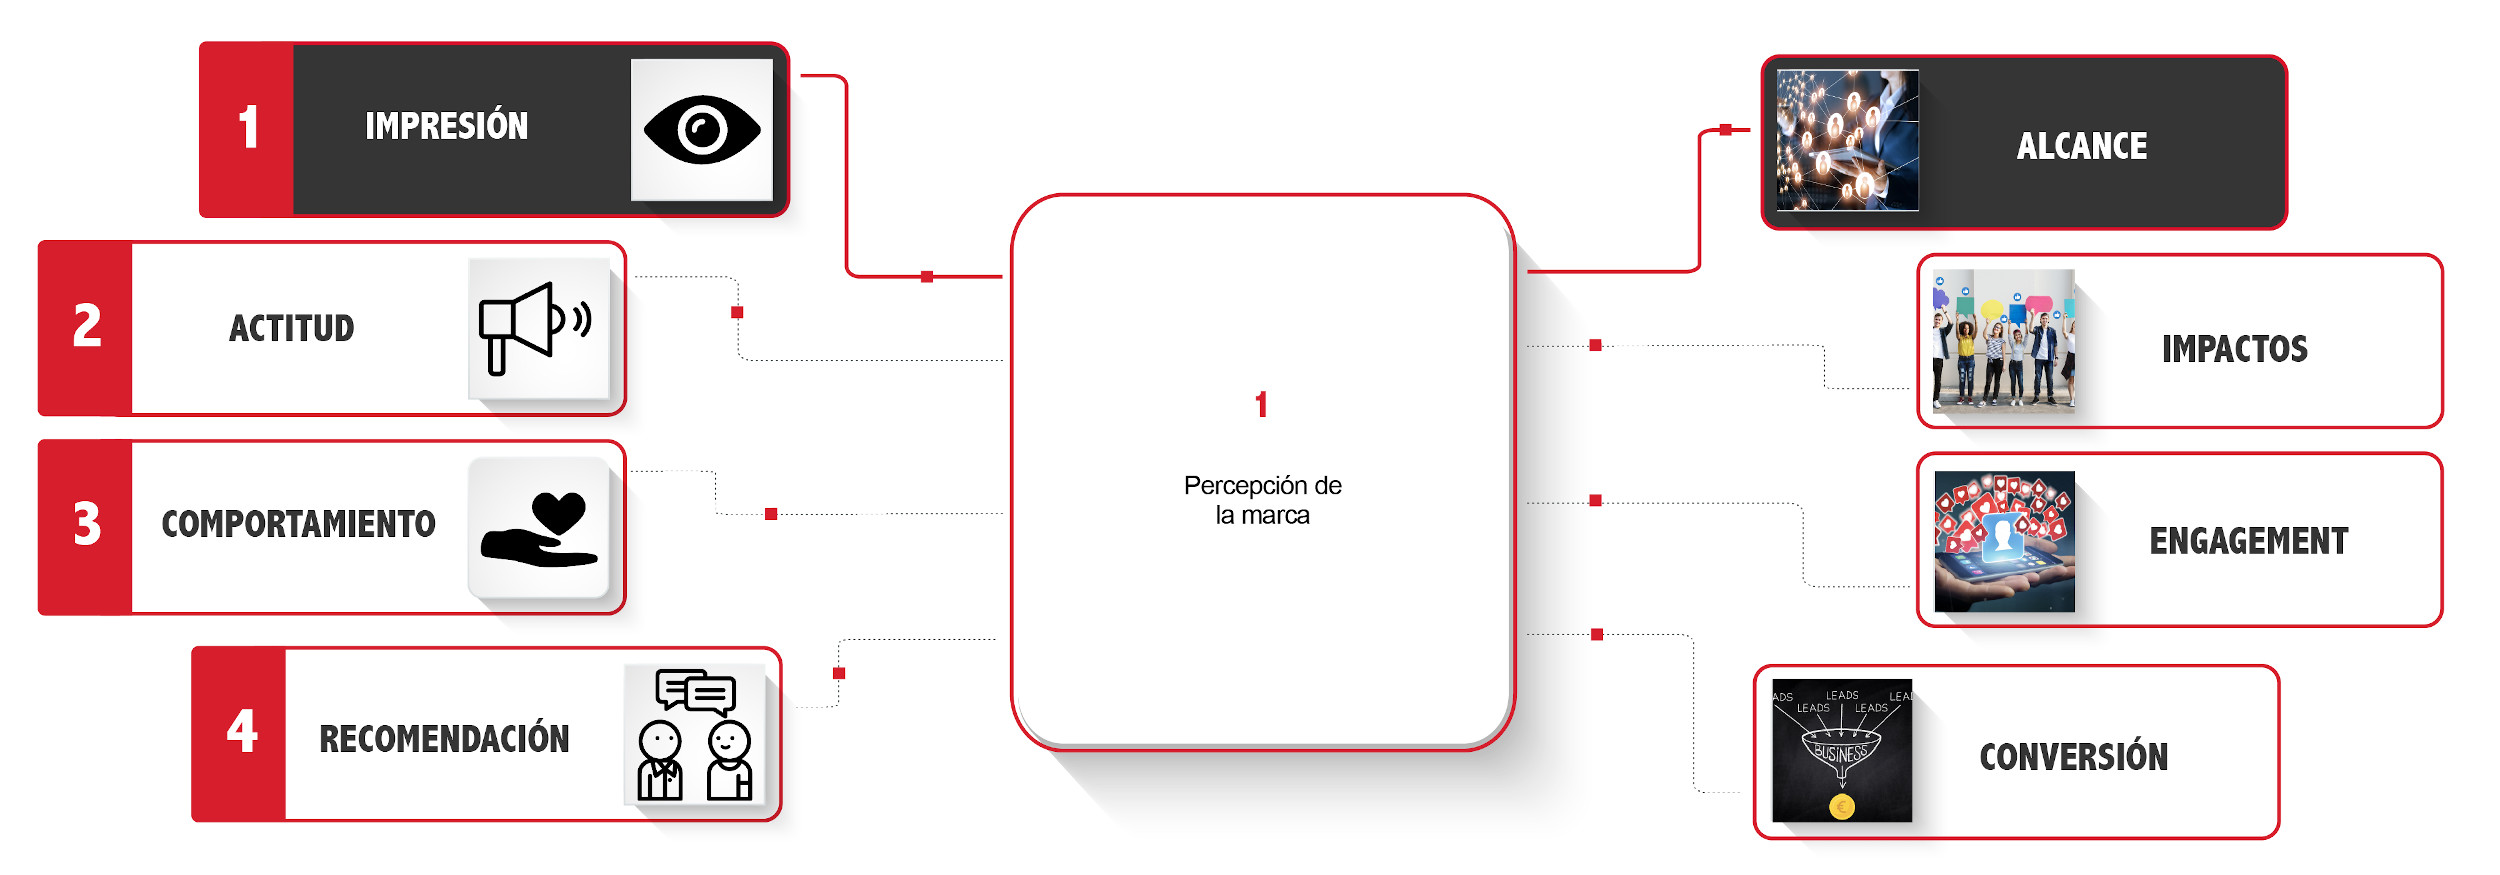 1
IMPRESIÓN
2
ACTITUD
3
COMPORTAMIENTO
4
RECOMENDACIÓN
1
Percepción de
la marca
ALCANCE
IMPACTOS
ENGAGEMENT
ADS LEADS LEA
LEADS LEADS
BUSINESS
€
CONVERSIÓN